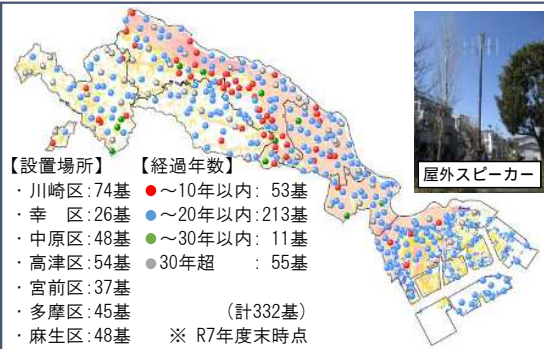 屋外スピーカー
【設置場所】 【経過年数】
・川崎区:74基 ●~10年以内: 53基
・幸 区:26基 ●~20年以内:213基
・中原区:48基 ●~30年以内: 11基
・高津区:54基 ●30年超 : 55基
・宮前区:37基
・多摩区:45基 (計332基)
・麻生区:48基 ※ R7年度末時点